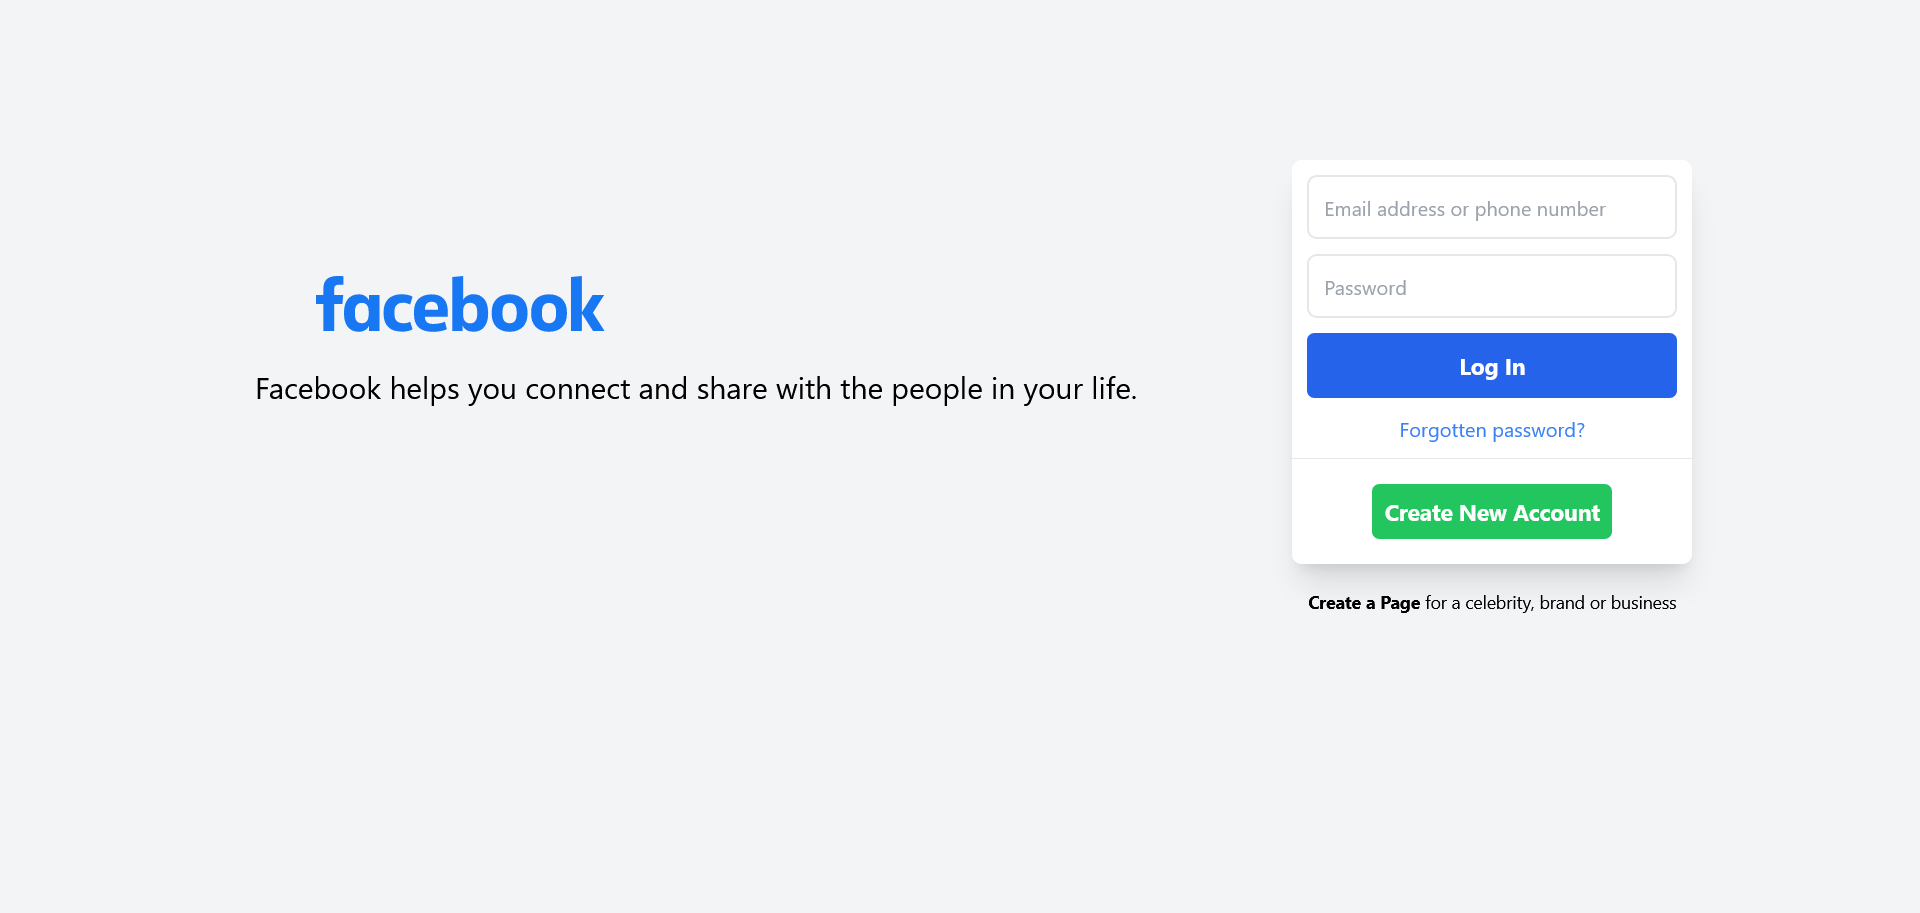 facebook
Facebook helps you connect and share with the people in your life.
Email address or phone number
Password
Log In
Forgotten password?
Create New Account
Create a Page for a celebrity, brand or business